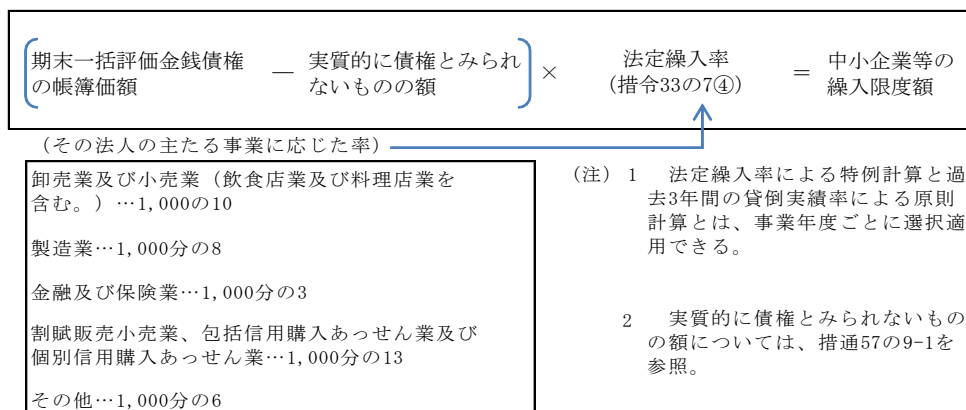 期末一括評価金銭債権
の帳簿価額
―
実質的に債権とみられ
ないものの額
×
法定繰入率
(措令33の7④)
=
中小企業等の
繰入限度額
(その法人の主たる事業に応じた率)
卸売業及び小売業（飲食店業及び料理店業を
含む。）…1,000の10
製造業…1,000分の8
金融及び保険業…1,000分の3
割賦販売小売業、包括信用購入あっせん業及び
個別信用購入あっせん業…1,000分の13
その他…1,000分の6
（注）1　法定繰入率による特例計算と過
去3年間の貸倒実績率による原則
計算とは、事業年度ごとに選択適
用できる。
2　実質的に債権とみられないもの
の額については、措通57の9-1を
参照。